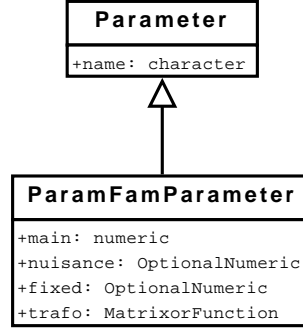 Parameter
+name: character
ParamFamParameter
+main: numeric
+nuisance: OptionalNumeric
+fixed: OptionalNumeric
+trafo: MatrixorFunction